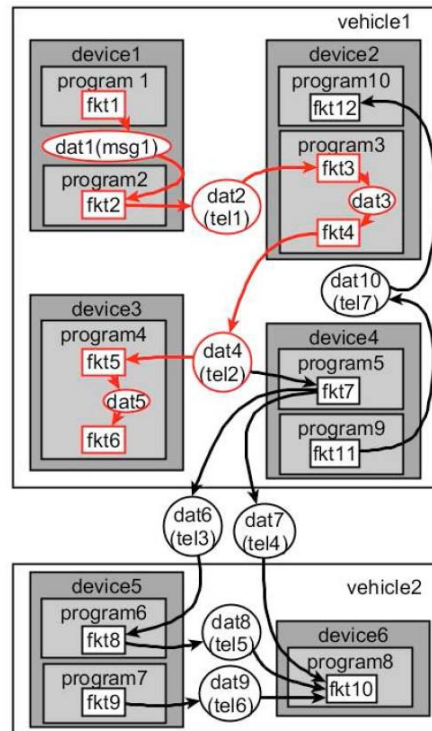 vehicle1
device1
program 1
fkt1
dat1(msg1)
program2
fkt2
dat2
(tel1)
device2
program10
fkt12
program3
fkt3
dat3
fkt4
dat10
(tel7)
device3
program4
fkt5
dat5
fkt6
dat4
(tel2)
device4
program5
fkt7
program9
fkt11
dat6
(tel3)
dat7
(tel4)
vehicle2
device5
program6
fkt8
program7
fkt9
dat8
(tel5)
dat9
(tel6)
device6
program8
fkt10